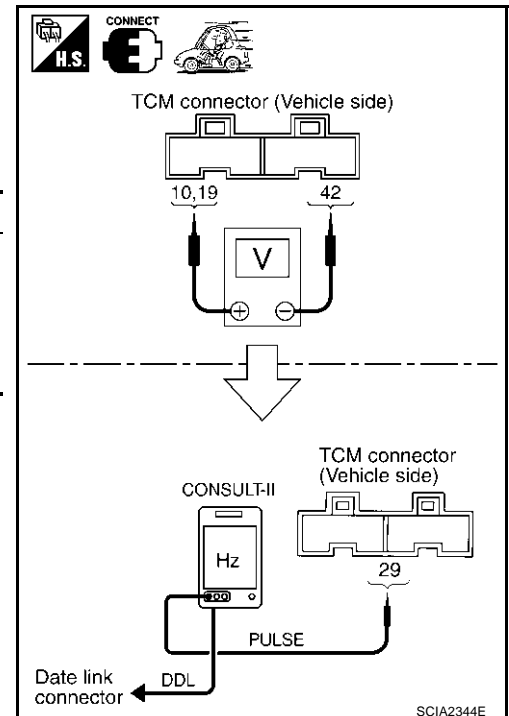 H.S.
CONNECT
TCM connector (Vehicle side)
10,19
42
V
TCM connector
(Vehicle side)
CONSULT-II
Hz
29
PULSE
Date link
connector
DDL
SCIA2344E